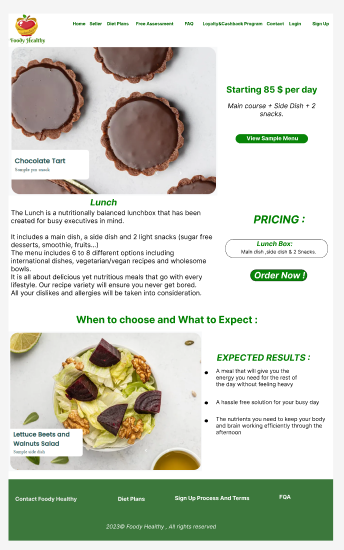 Home Seller Diet Plans Free Assessment FAQ Loyalty&Cashback Program Contact Login Sign Up
Foody Healthy
Starting 85 $ per day
Main course + Side Dish + 2
snacks.
View Sample Menu
Chocolate Tart
Sample pm snack
Lunch
The Lunch is a nutritionally balanced lunchbox that has been
created for busy executives in mind.
It includes a main dish, a side dish and 2 light snacks (sugar free
desserts, smoothie, fruits...)
The menu includes 6 to 8 different options including
international dishes, vegetarian/vegan recipes and wholesome
bowls.
It is all about delicious yet nutritious meals that go with every
lifestyle. Our recipe variety will ensure you never get bored.
All your dislikes and allergies will be taken into consideration.
PRICING :
Lunch Box:
Main dish ,side dish & 2 Snacks.
Order Now !
When to choose and What to Expect :
Lettuce Beets and
Walnuts Salad
Sample side dish
EXPECTED RESULTS :
A meal that will give you the
energy you need for the rest of
the day without feeling heavy
A hassle free solution for your busy day
The nutrients you need to keep your body
and brain working efficiently through the
afternoon
Contact Foody Healthy Diet Plans Sign Up Process And Terms FQA
2023© Foody Healthy , All rights reserved